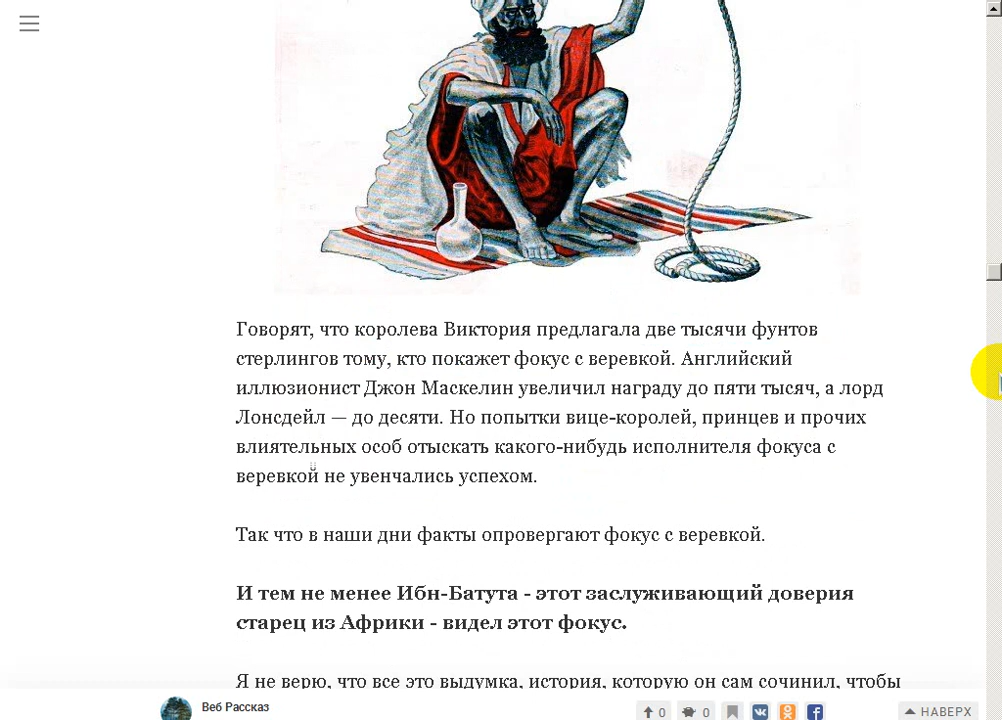 Говорят, что королева Виктория предлагала две тысячи фунтов
стерлингов тому, кто покажет фокус с веревкой. Английский
иллюзионист Джон Маскелин увеличил награду до пяти тысяч, а лорд
Лонсдейл — до десяти. Но попытки вице-королей, принцев и прочих
влиятельных особ отыскать какого-нибудь исполнителя фокуса с
веревкой не увенчались успехом.
Так что в наши дни факты опровергают фокус с веревкой.
И тем не менее Ибн-Батута - этот заслуживающий доверия
старец из Африки - видел этот фокус.
Я не верю, что все это выдумка, история, которую он сам сочинил, чтобы
Веб Рассказ
0 0 НАВЕРХ